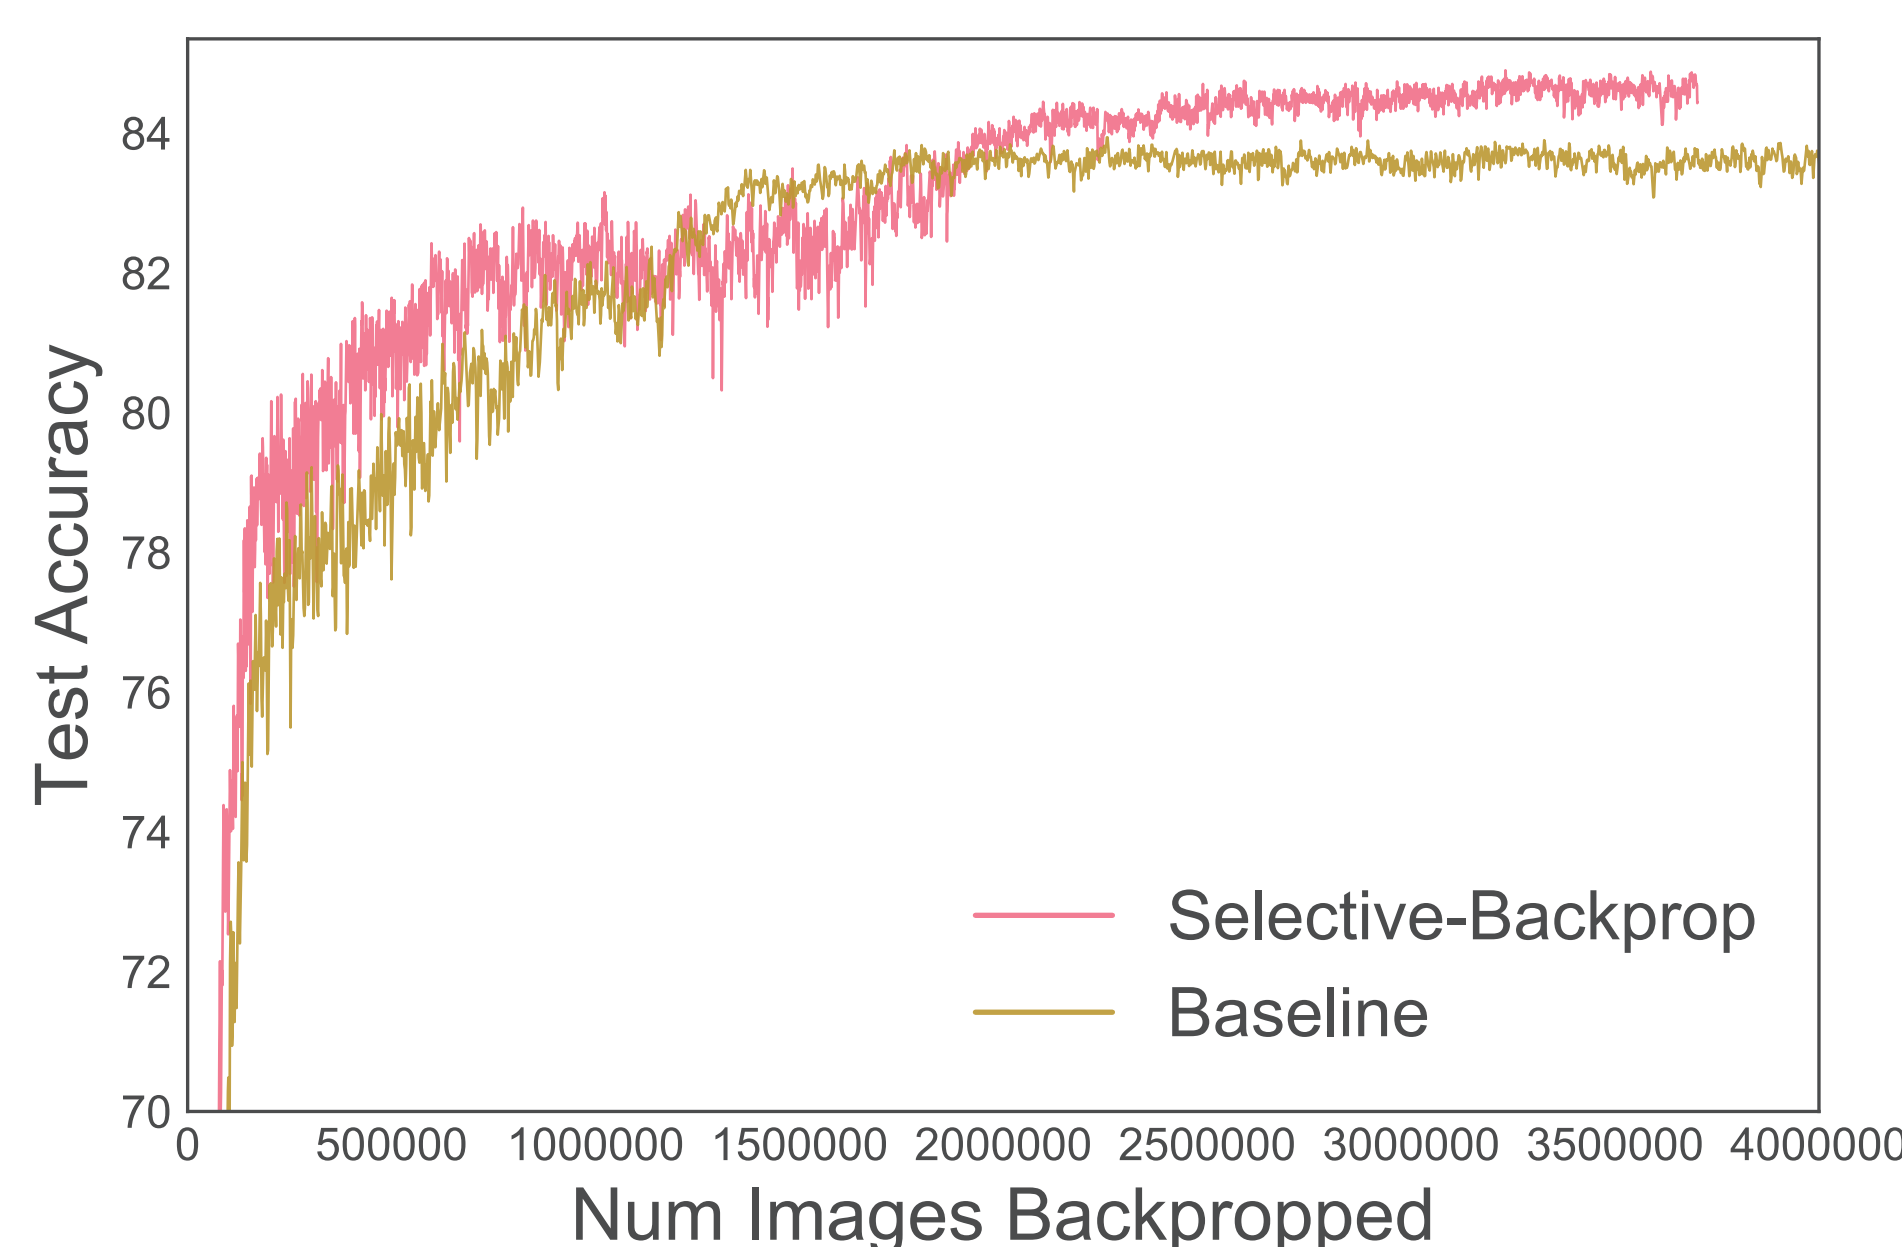 84
82
80
78
76
74
72
70
Test Accuracy
0 500000 1000000 1500000 2000000 2500000 3000000 3500000 4000000
Num Images Backpropped
Selective-Backprop
Baseline